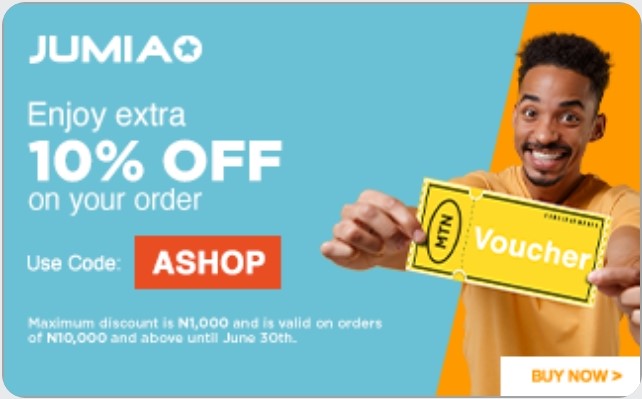 JUMIA
Enjoy extra
10% OFF
on your order
Use Code: ASHOP
Maximum discount is N1,000 and is valid on orders
of N10,000 and above until June 30th.
MTN
Voucher
BUY NOW >